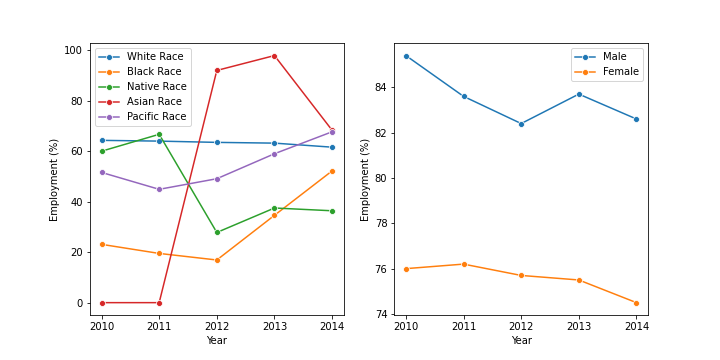 White Race
Black Race
Native Race
Asian Race
Pacific Race
100
80
60
40
20
0
Employment (%)
2010 2011 2012 2013 2014
Year
Male
Female
84
82
80
78
76
74
Employment (%)
2010 2011 2012 2013 2014
Year